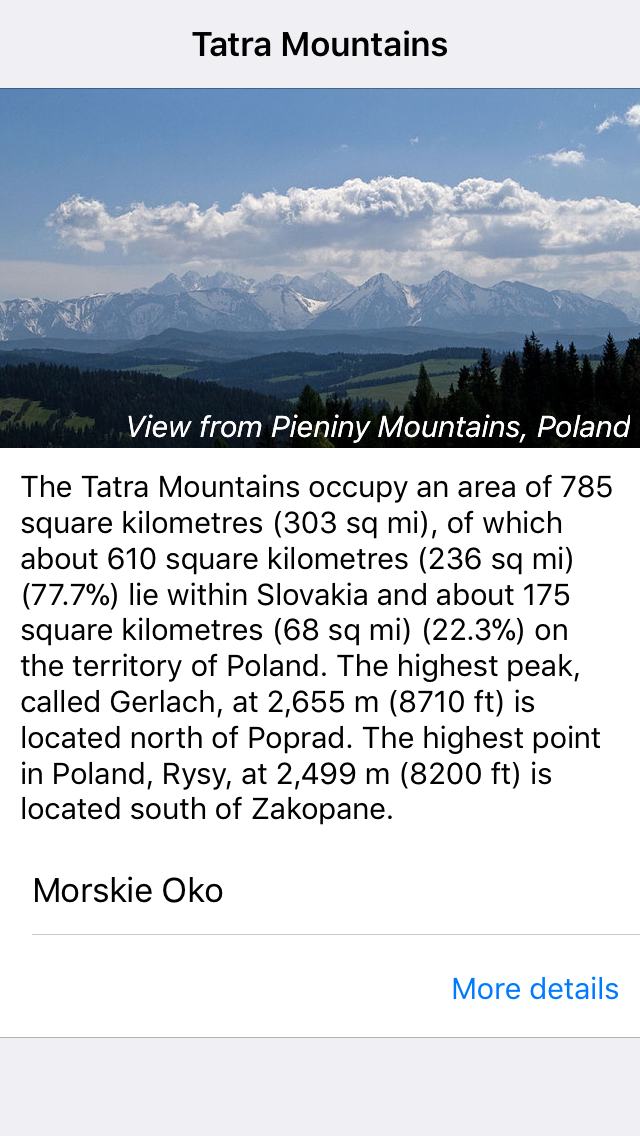 Tatra Mountains
View from Pieniny Mountains, Poland
The Tatra Mountains occupy an area of 785
square kilometres (303 sq mi), of which
about 610 square kilometres (236 sq mi)
(77.7%) lie within Slovakia and about 175
square kilometres (68 sq mi) (22.3%) on
the territory of Poland. The highest peak,
called Gerlach, at 2,655 m (8710 ft) is
located north of Poprad. The highest point
in Poland, Rysy, at 2,499 m (8200 ft) is
located south of Zakopane.
Morskie Oko
More details